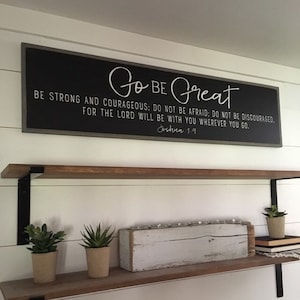 Go BE Great
BE STRONG AND COURAGEOUS; DO NOT BE AFRAID; DO NOT BE DISCOURAGED,
FOR THE LORD WILL BE WITH YOU WHEREVER YOU GO.
Joshua 1:9